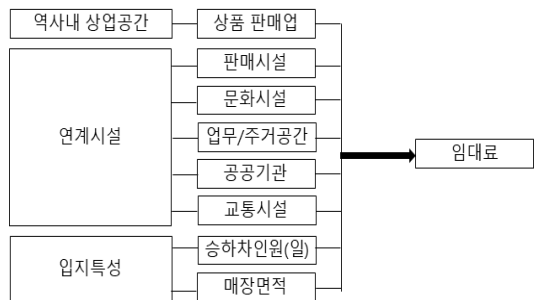 역사내 상업공간
상품 판매업
연계시설
판매시설
문화시설
업무/주거공간
공공기관
교통시설
임대료
입지특성
승하차인원(일)
매장면적